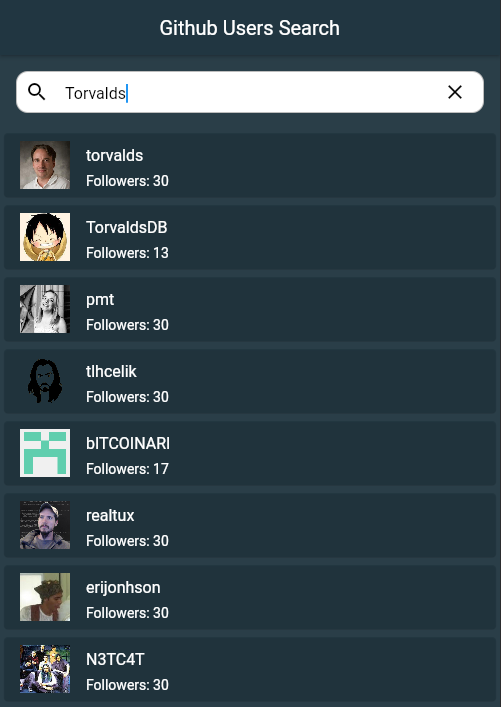 Github Users Search
Torvalds
torvalds
Followers: 30
TorvaldsDB
Followers: 13
pmt
Followers: 30
tlhcelik
Followers: 30
bITCOINARI
Followers: 17
realtux
Followers: 30
erijonhson
Followers: 30
N3TC4T
Followers: 30